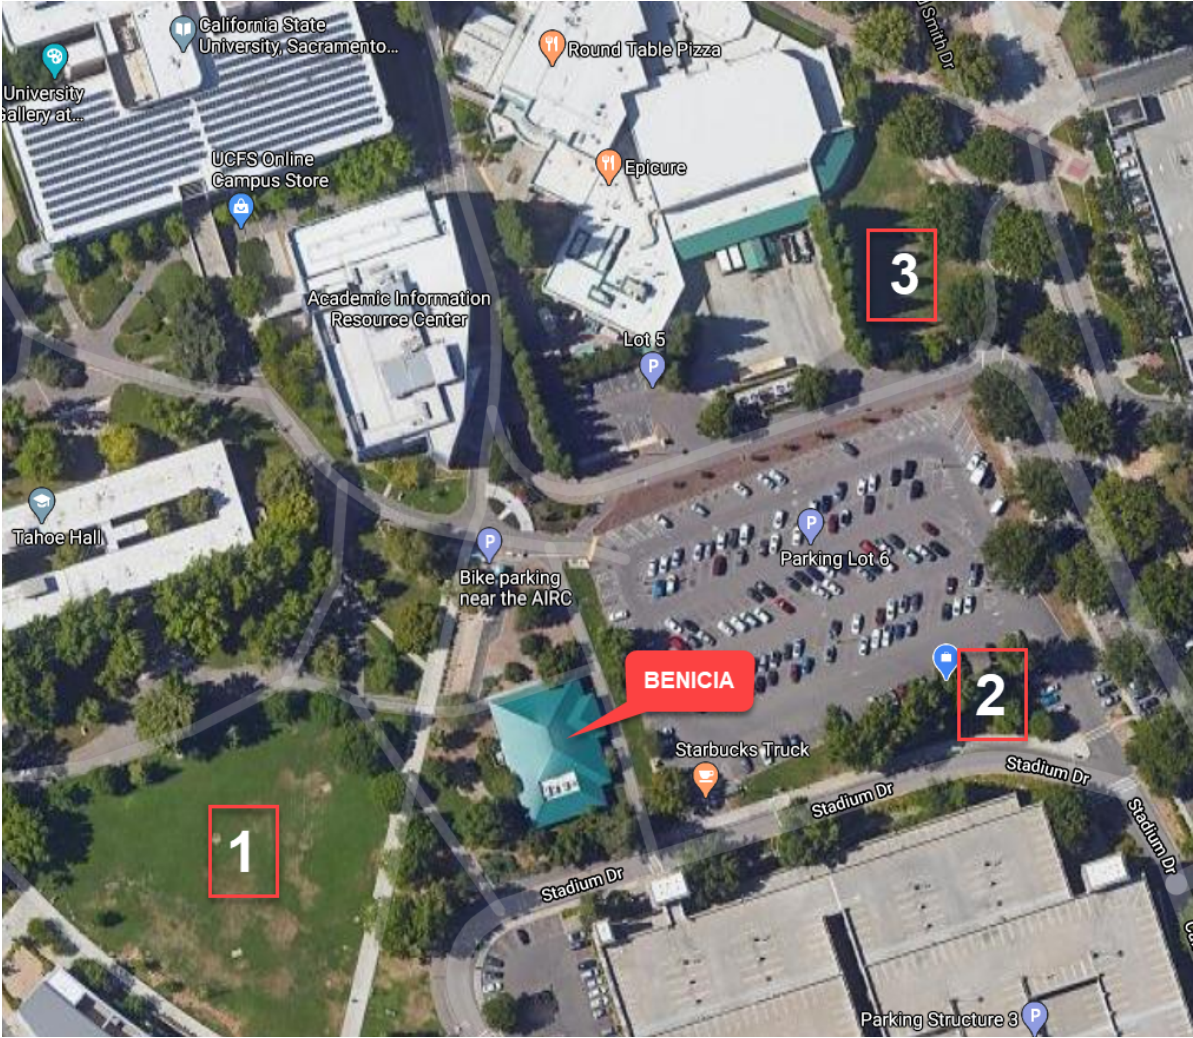 California State
University, Sacramento...
Smith Dr
Round Table Pizza
University
Gallery at...
UCFS Online
Campus Store
Epicure
3
Academic Information
Resource Center
Lot 5
P
Tahoe Hall
P
Parking Lot 6
P
Bike parking
near the AIRC
BENICIA
2
Starbucks Truck
Stadium Dr
Stadium Dr
Stadium Dr
1
Stadium Dr
Parking Structure 3
P